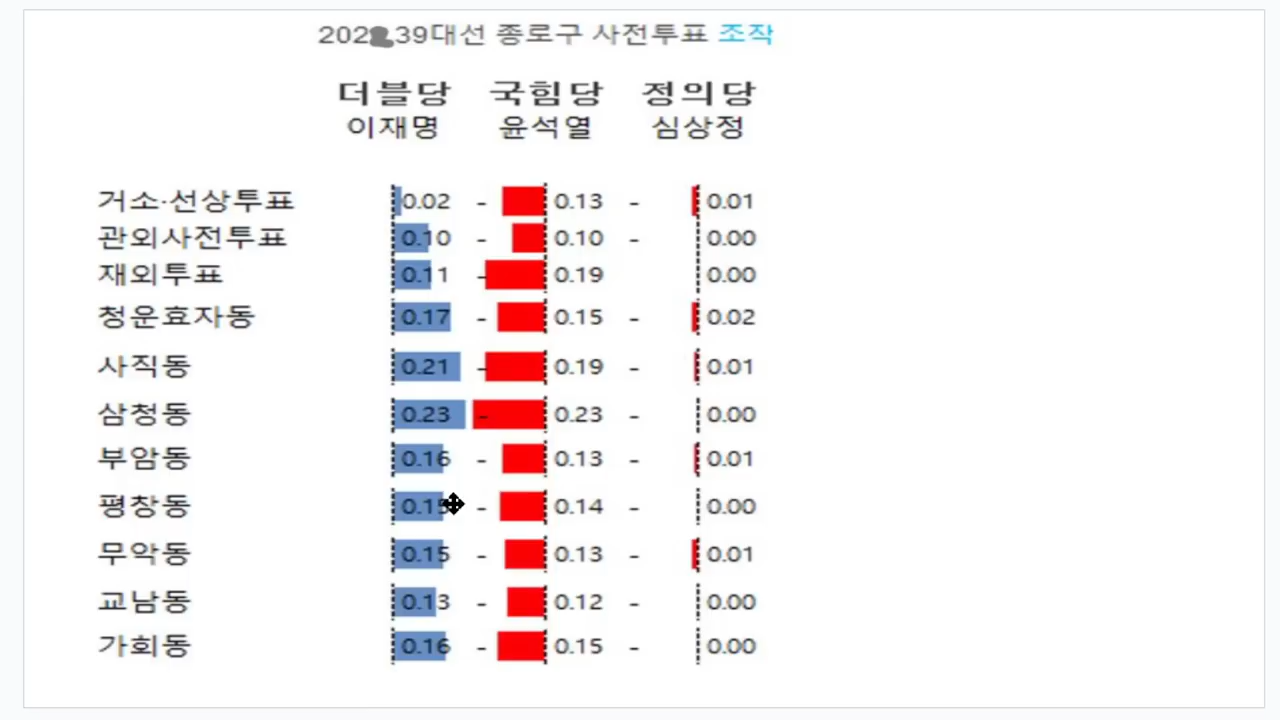 202 39대선 종로구 사전투표 조작
더블당 국힘당 정의당
이재명 윤석열 심상정
거소·선상투표 0.02 - 0.13 - 0.01
관외사전투표 0.10 - 0.10 - 0.00
재외투표 0.11 - 0.19 - 0.00
청운효자동 0.17 - 0.15 - 0.02
사직동 0.21 - 0.19 - 0.01
삼청동 0.23 - 0.23 - 0.00
부암동 0.16 - 0.13 - 0.01
평창동 0.15 - 0.14 - 0.00
무악동 0.15 - 0.13 - 0.01
교남동 0.13 - 0.12 - 0.00
가회동 0.16 - 0.15 - 0.00